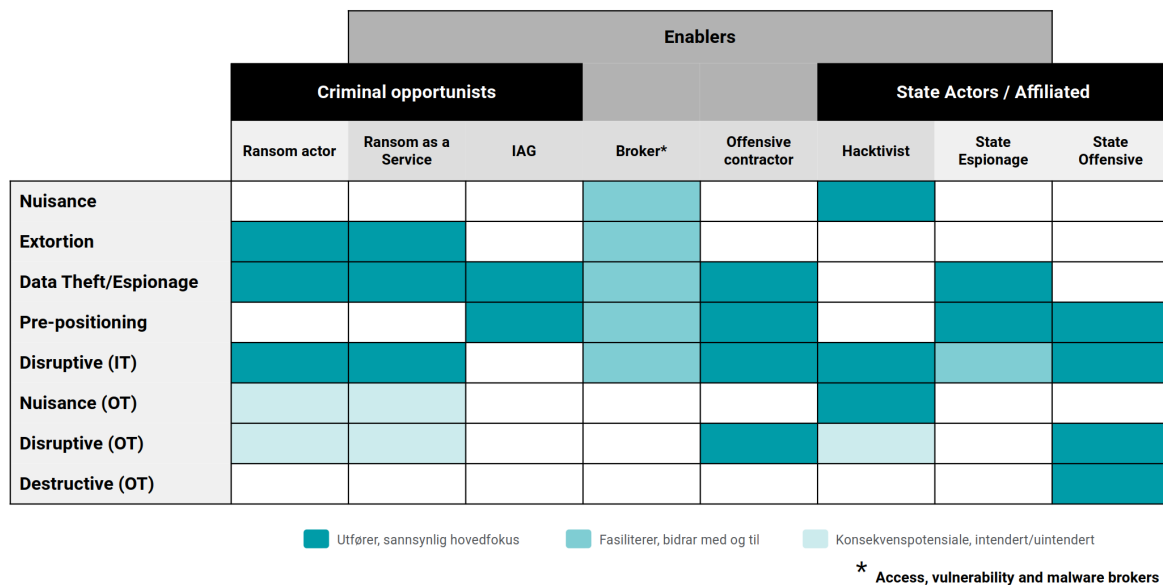 Enablers
Criminal opportunists
State Actors / Affiliated
Ransom actor
Ransom as a
Service
IAG
Broker*
Offensive
contractor
Hacktivist
State
Espionage
State
Offensive
Nuisance
Extortion
Data Theft/Espionage
Pre-positioning
Disruptive (IT)
Nuisance (OT)
Disruptive (OT)
Destructive (OT)
Utfører, sannsynlig hovedfokus
Fasiliterer, bidrar med og til
Konsekvenspotensiale, intendert/uintendert
* Access, vulnerability and malware brokers